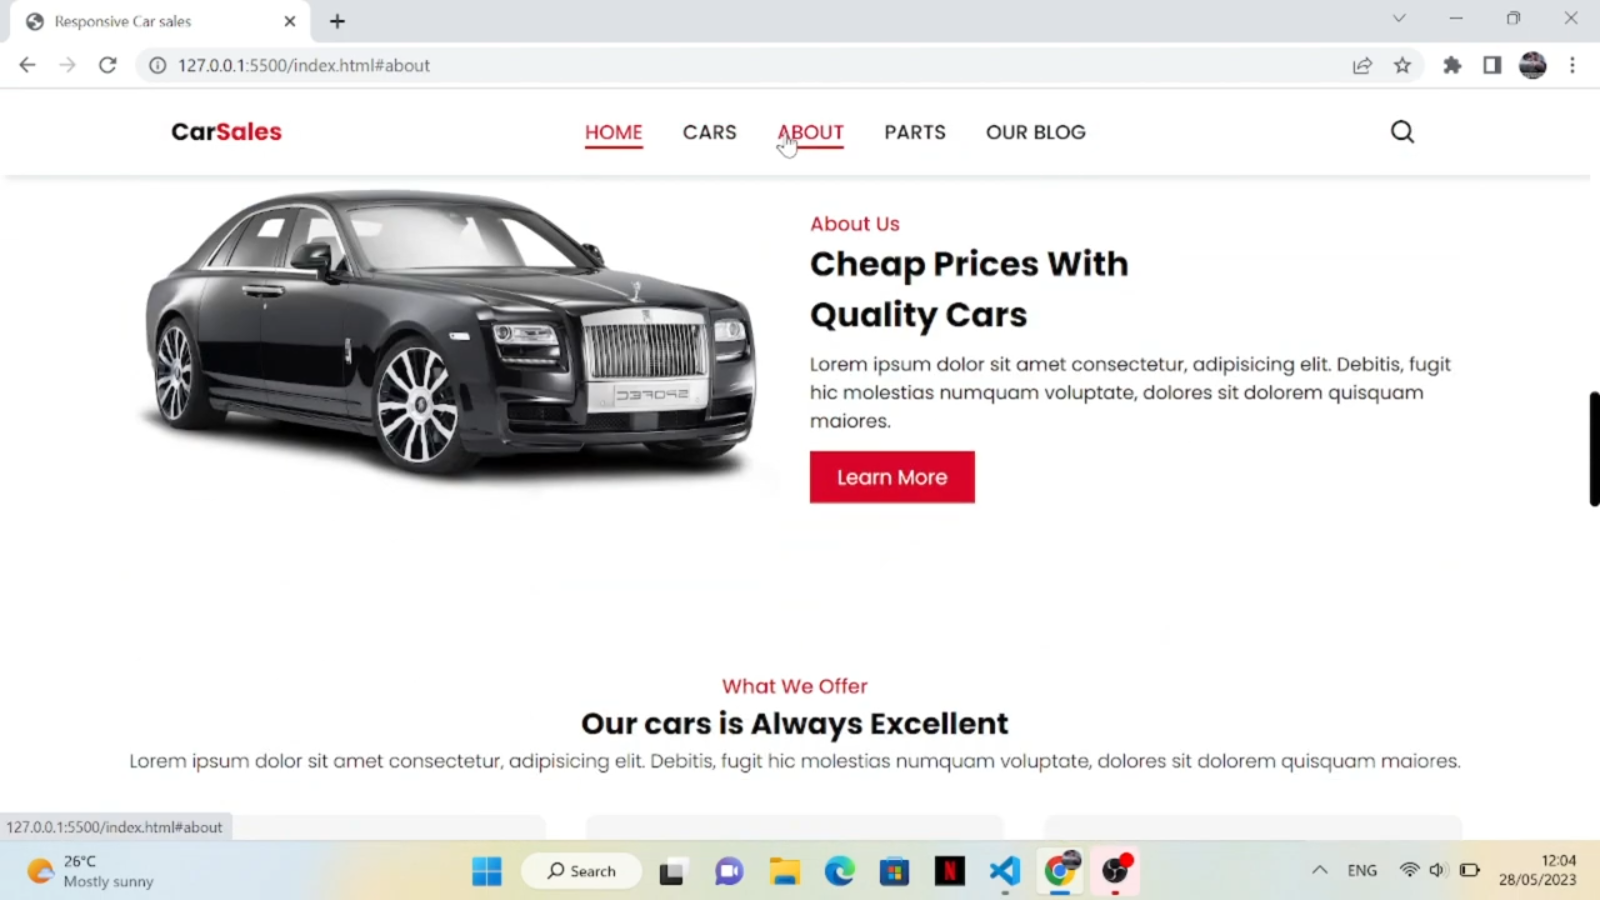 Responsive Car sales
127.0.0.1:5500/index.html#about
CarSales
HOME CARS ABOUT PARTS OUR BLOG
About Us
Cheap Prices With
Quality Cars
Lorem ipsum dolor sit amet consectetur, adipisicing elit. Debitis, fugit
hic molestias numquam voluptate, dolores sit dolorem quisquam
maiores.
Learn More
What We Offer
Our cars is Always Excellent
Lorem ipsum dolor sit amet consectetur, adipisicing elit. Debitis, fugit hic molestias numquam voluptate, dolores sit dolorem quisquam maiores.
127.0.0.1:5500/index.html#about
26°C
Mostly sunny
Search
N
ENG
12:04
28/05/2023